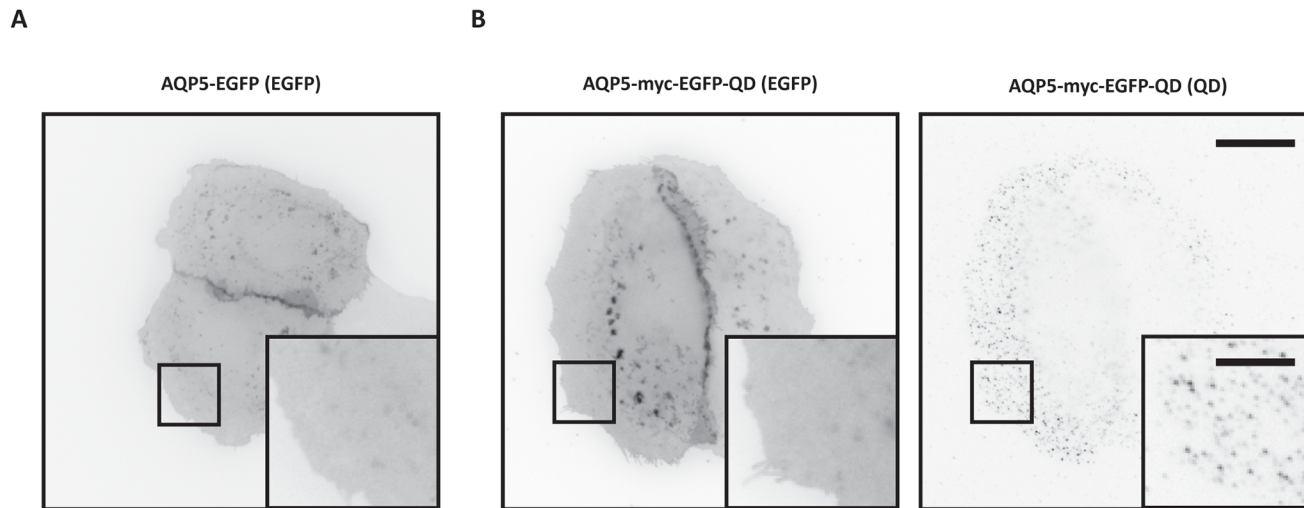 A
B
AQP5-EGFP (EGFP)
AQP5-myc-EGFP-QD (EGFP)
AQP5-myc-EGFP-QD (QD)